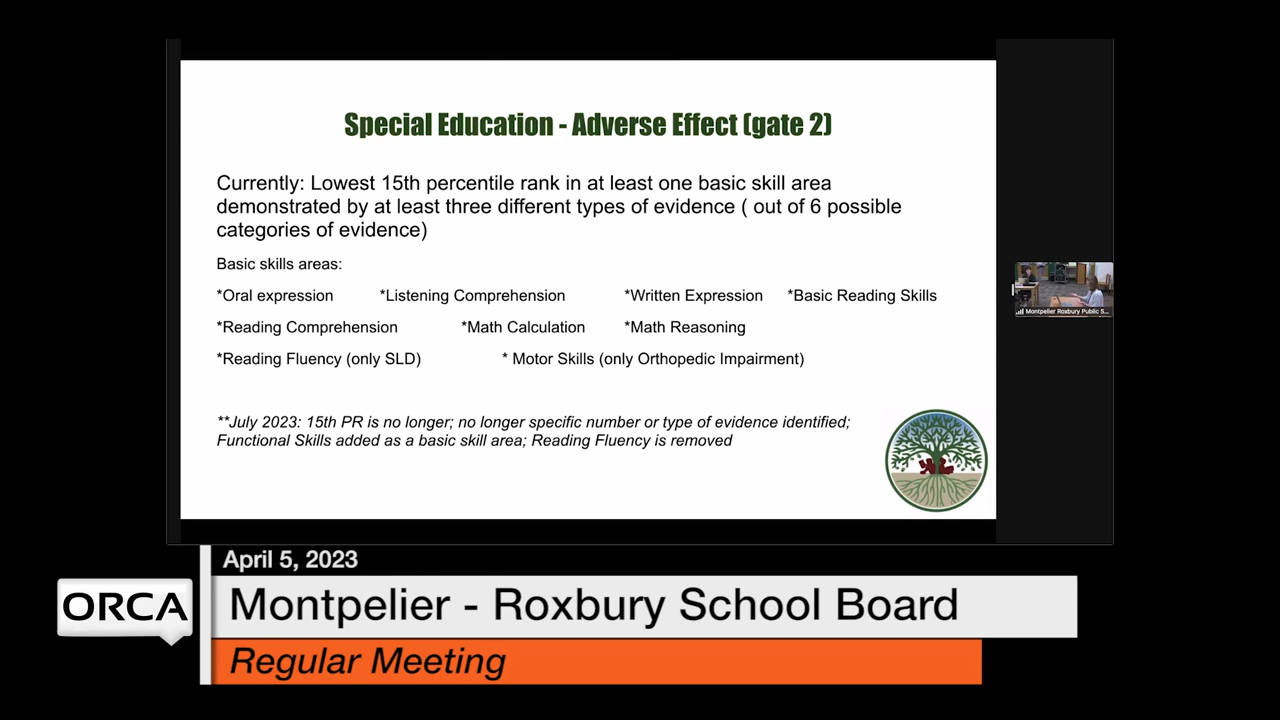 Special Education - Adverse Effect (gate 2)
Currently: Lowest 15th percentile rank in at least one basic skill area
demonstrated by at least three different types of evidence ( out of 6 possible
categories of evidence)
Basic skills areas:
*Oral expression *Listening Comprehension *Written Expression *Basic Reading Skills
*Reading Comprehension *Math Calculation *Math Reasoning
*Reading Fluency (only SLD) * Motor Skills (only Orthopedic Impairment)
**July 2023: 15th PR is no longer; no longer specific number or type of evidence identified;
Functional Skills added as a basic skill area; Reading Fluency is removed
Montpelier Roxbury Public S...
April 5, 2023
ORCA
Montpelier - Roxbury School Board
Regular Meeting